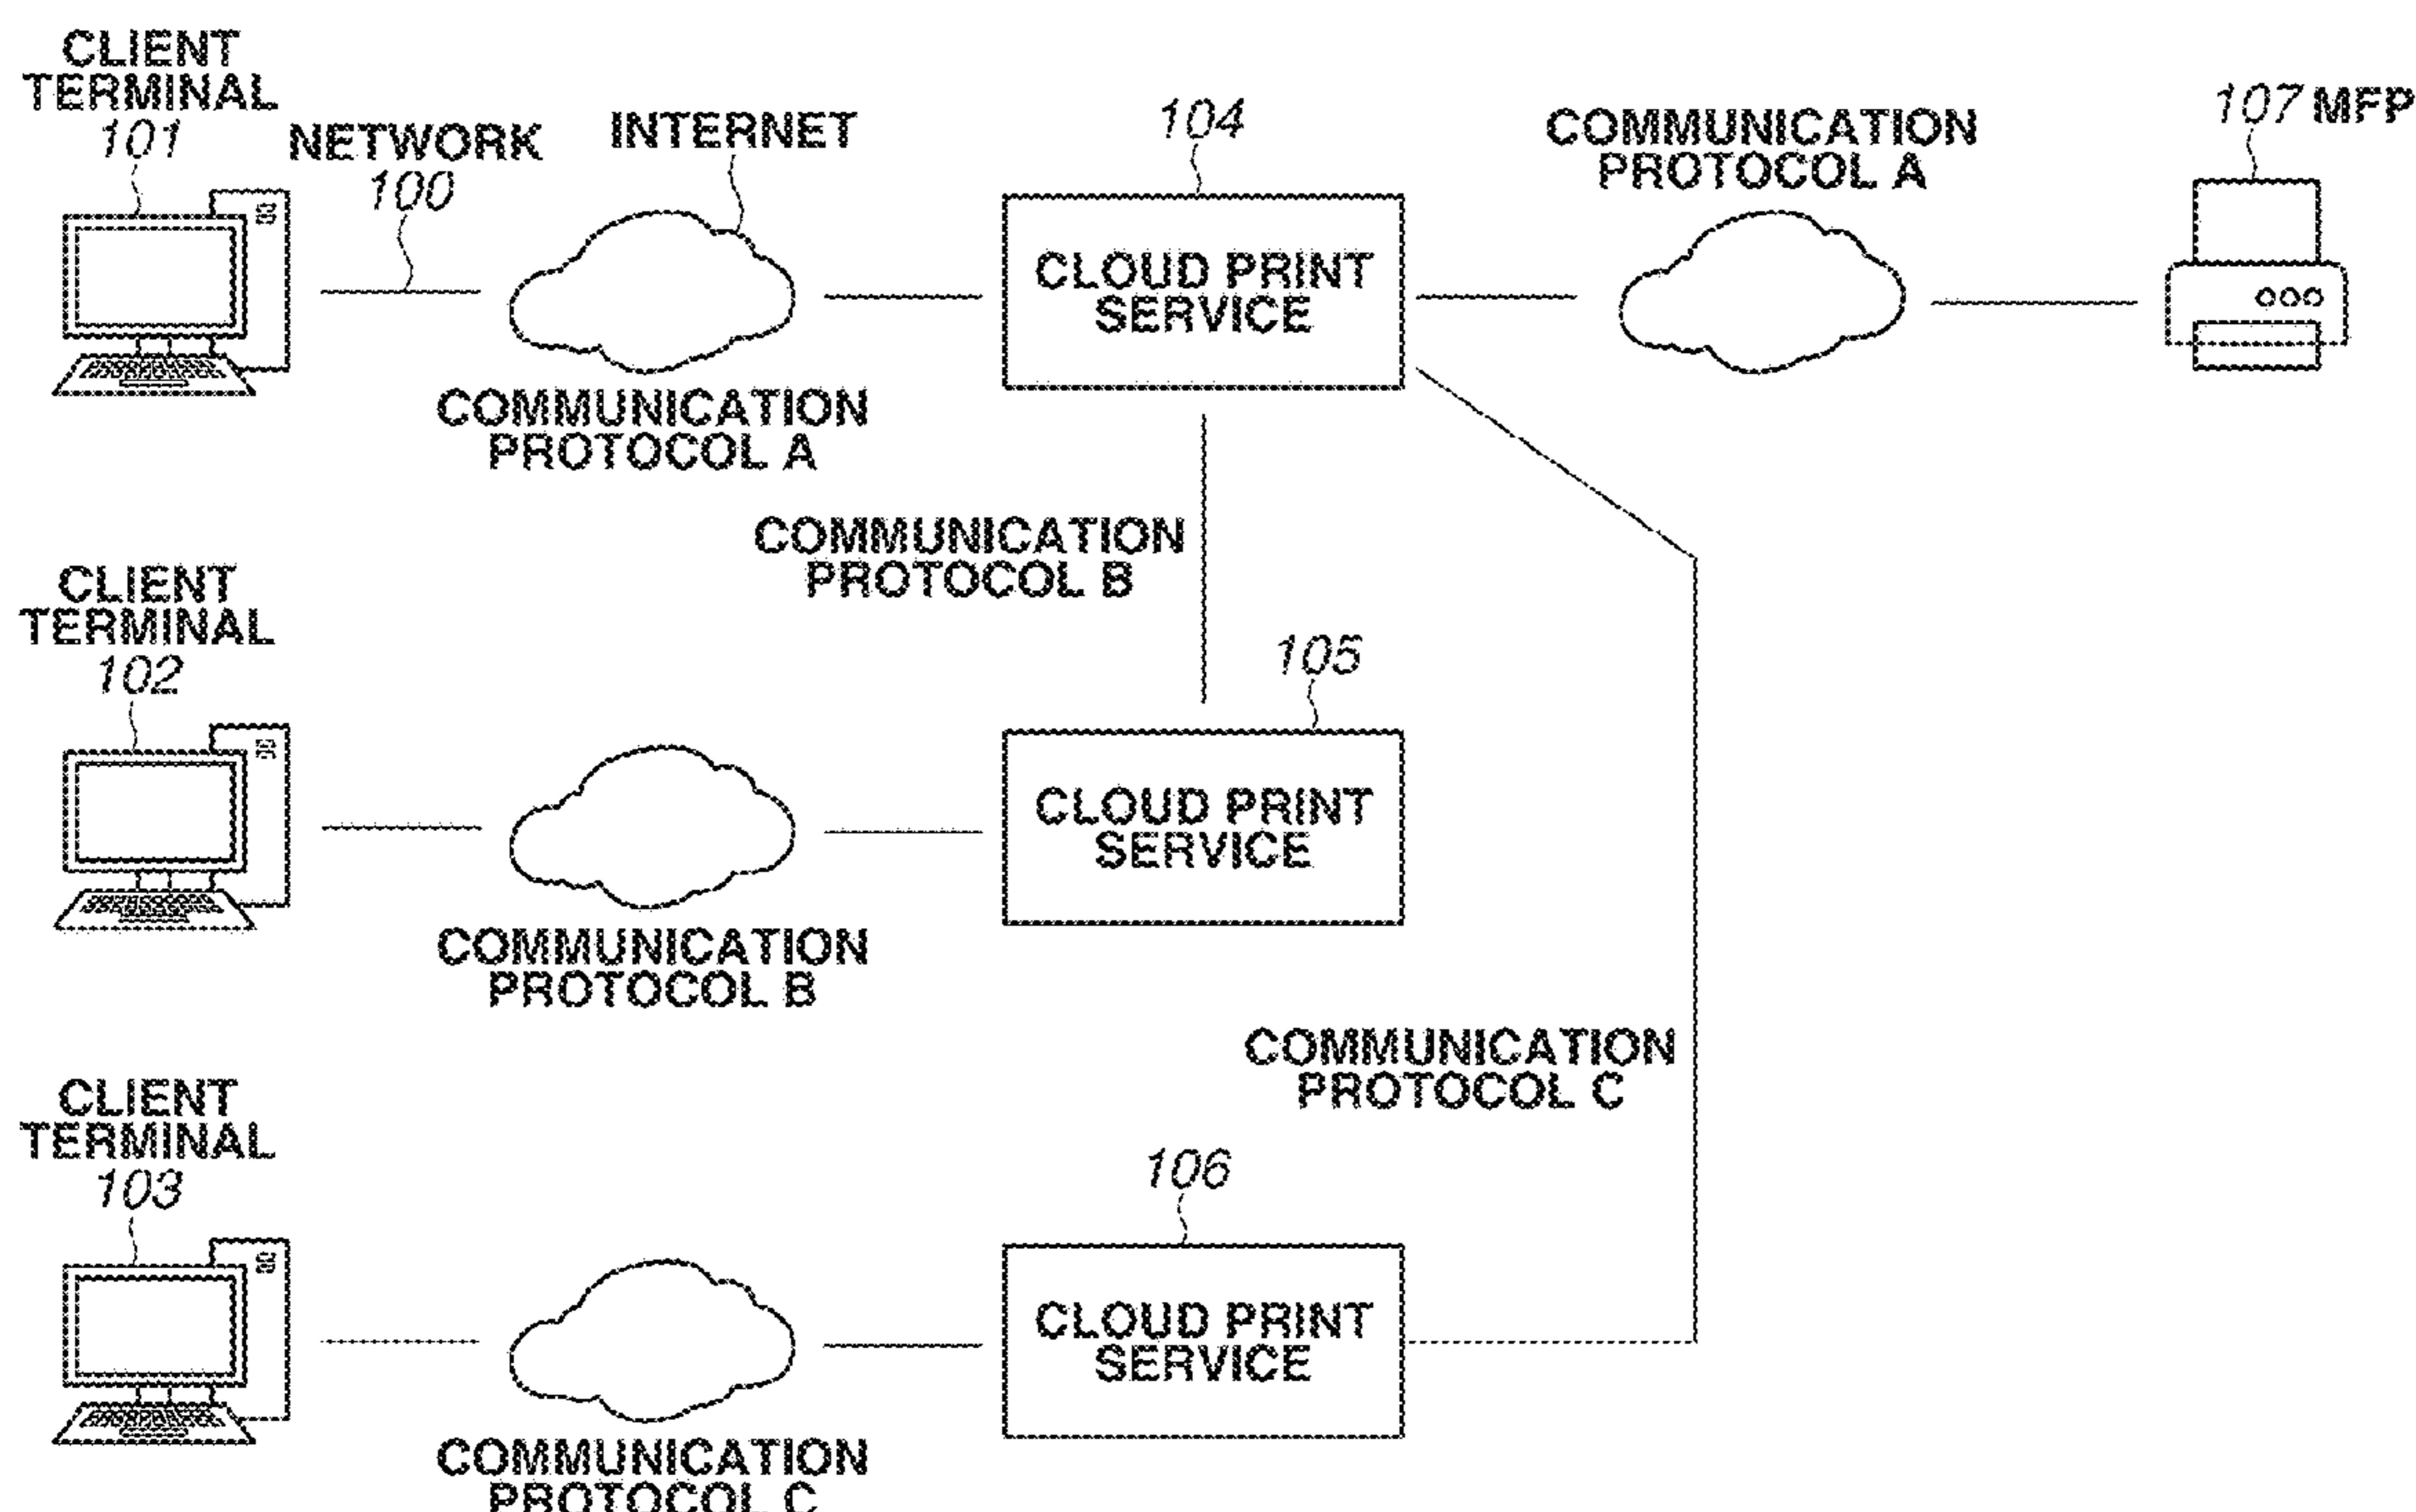 CLIENT
TERMINAL
101
NETWORK
100
INTERNET
104
COMMUNICATION
PROTOCOL A
107 MFP
CLOUD PRINT
SERVICE
COMMUNICATION
PROTOCOL A
COMMUNICATION
PROTOCOL B
CLIENT
TERMINAL
102
105
CLOUD PRINT
SERVICE
COMMUNICATION
PROTOCOL B
COMMUNICATION
PROTOCOL C
CLIENT
TERMINAL
103
106
CLOUD PRINT
SERVICE
COMMUNICATION
PROTOCOL C